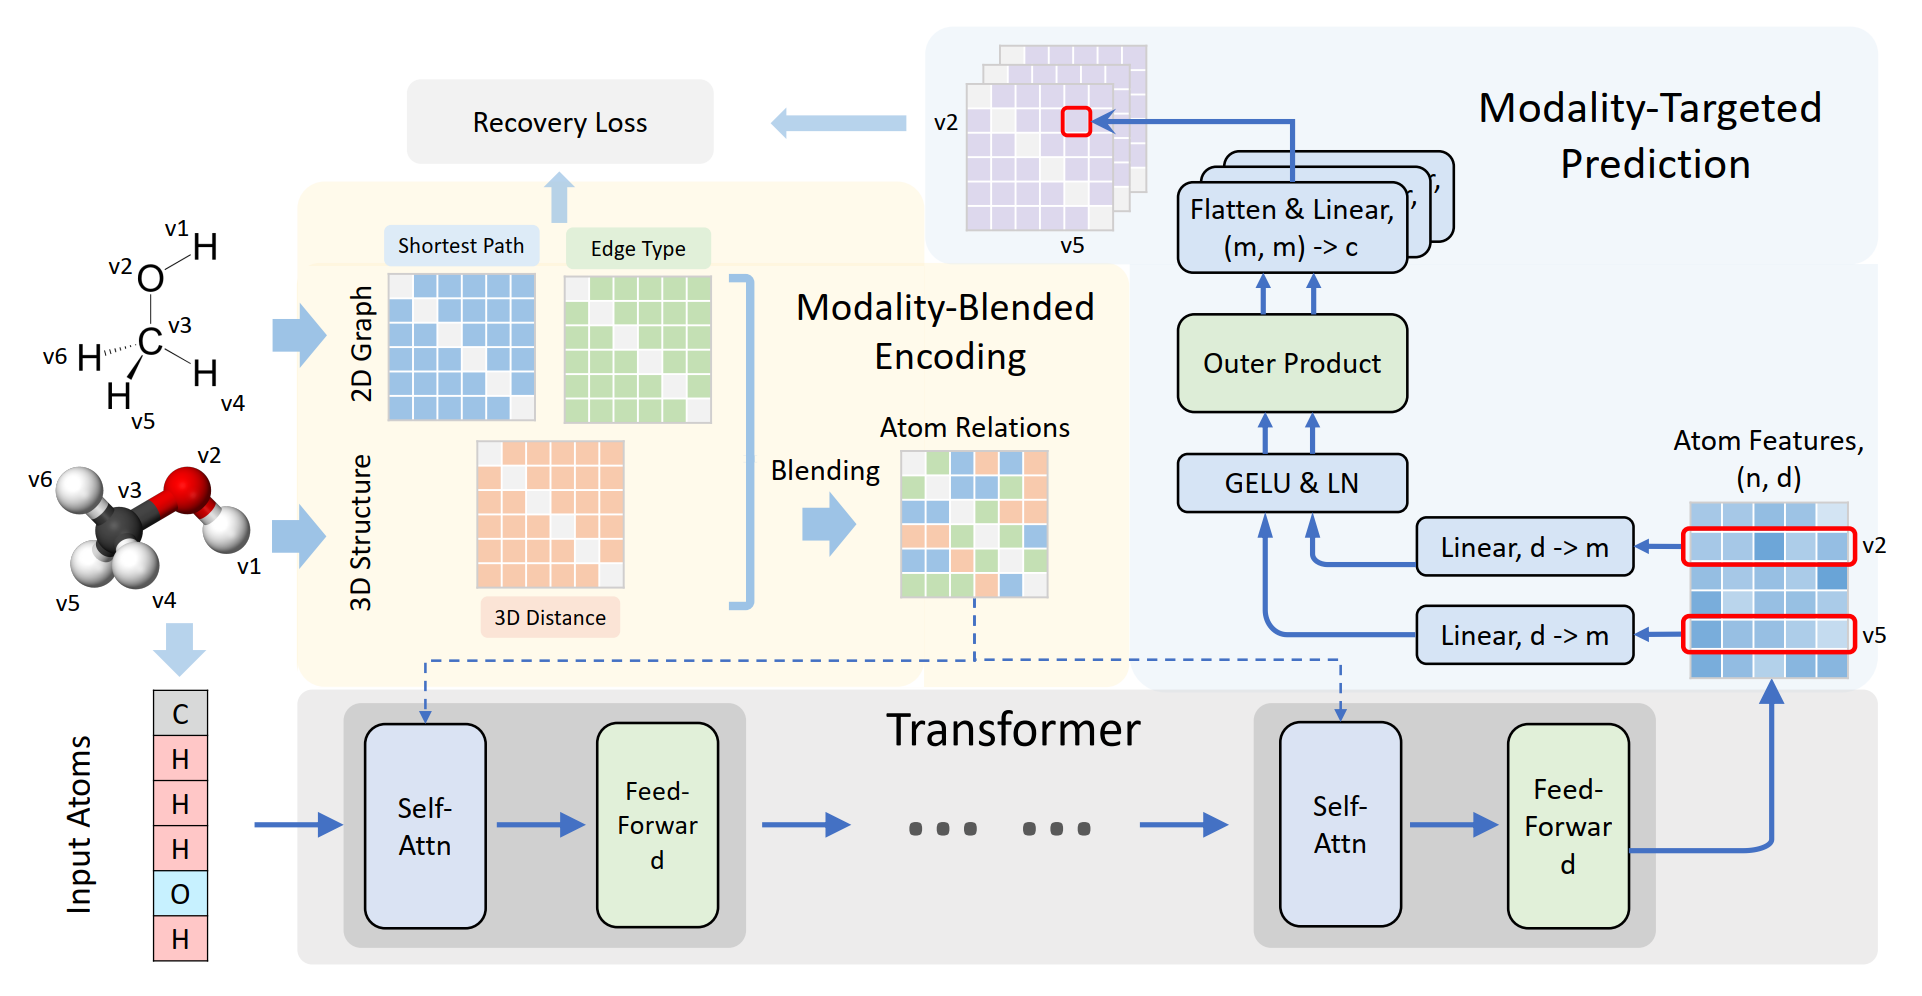 Recovery Loss
Modality-Targeted
Prediction
v2
v5
Flatten & Linear,
(m, m) -> c
,
,
Outer Product
GELU & LN
Linear, d -> m
Linear, d -> m
Atom Features,
(n, d)
v2
v5
v1
H
v2
O
v3
C
v6
H
H
v4
H
v5
v2
v6
v3
v1
v5
v4
2D Graph
3D Structure
Shortest Path
Edge Type
3D Distance
Modality-Blended
Encoding
Blending
Atom Relations
Input Atoms
C
H
H
H
O
H
Transformer
Self-
Attn
Feed-
Forwar
d
... ...
Self-
Attn
Feed-
Forwar
d